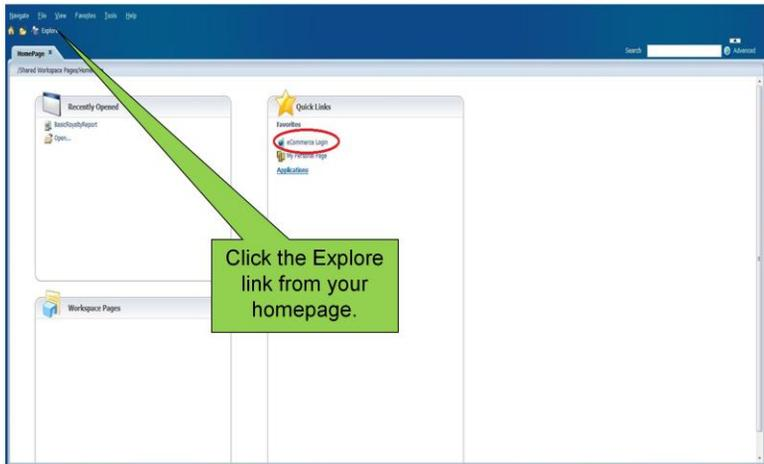 Navigate File View Favorites Tools Help
Explore
HomePage
Search
Advanced
/Shared Workspace Pages/Home
Recently Opened
BasicRoyaltyReport
Open...
Quick Links
Favorites
eCommerce Login
My Personal Page
Applications
Click the Explore
link from your
homepage.
Workspace Pages